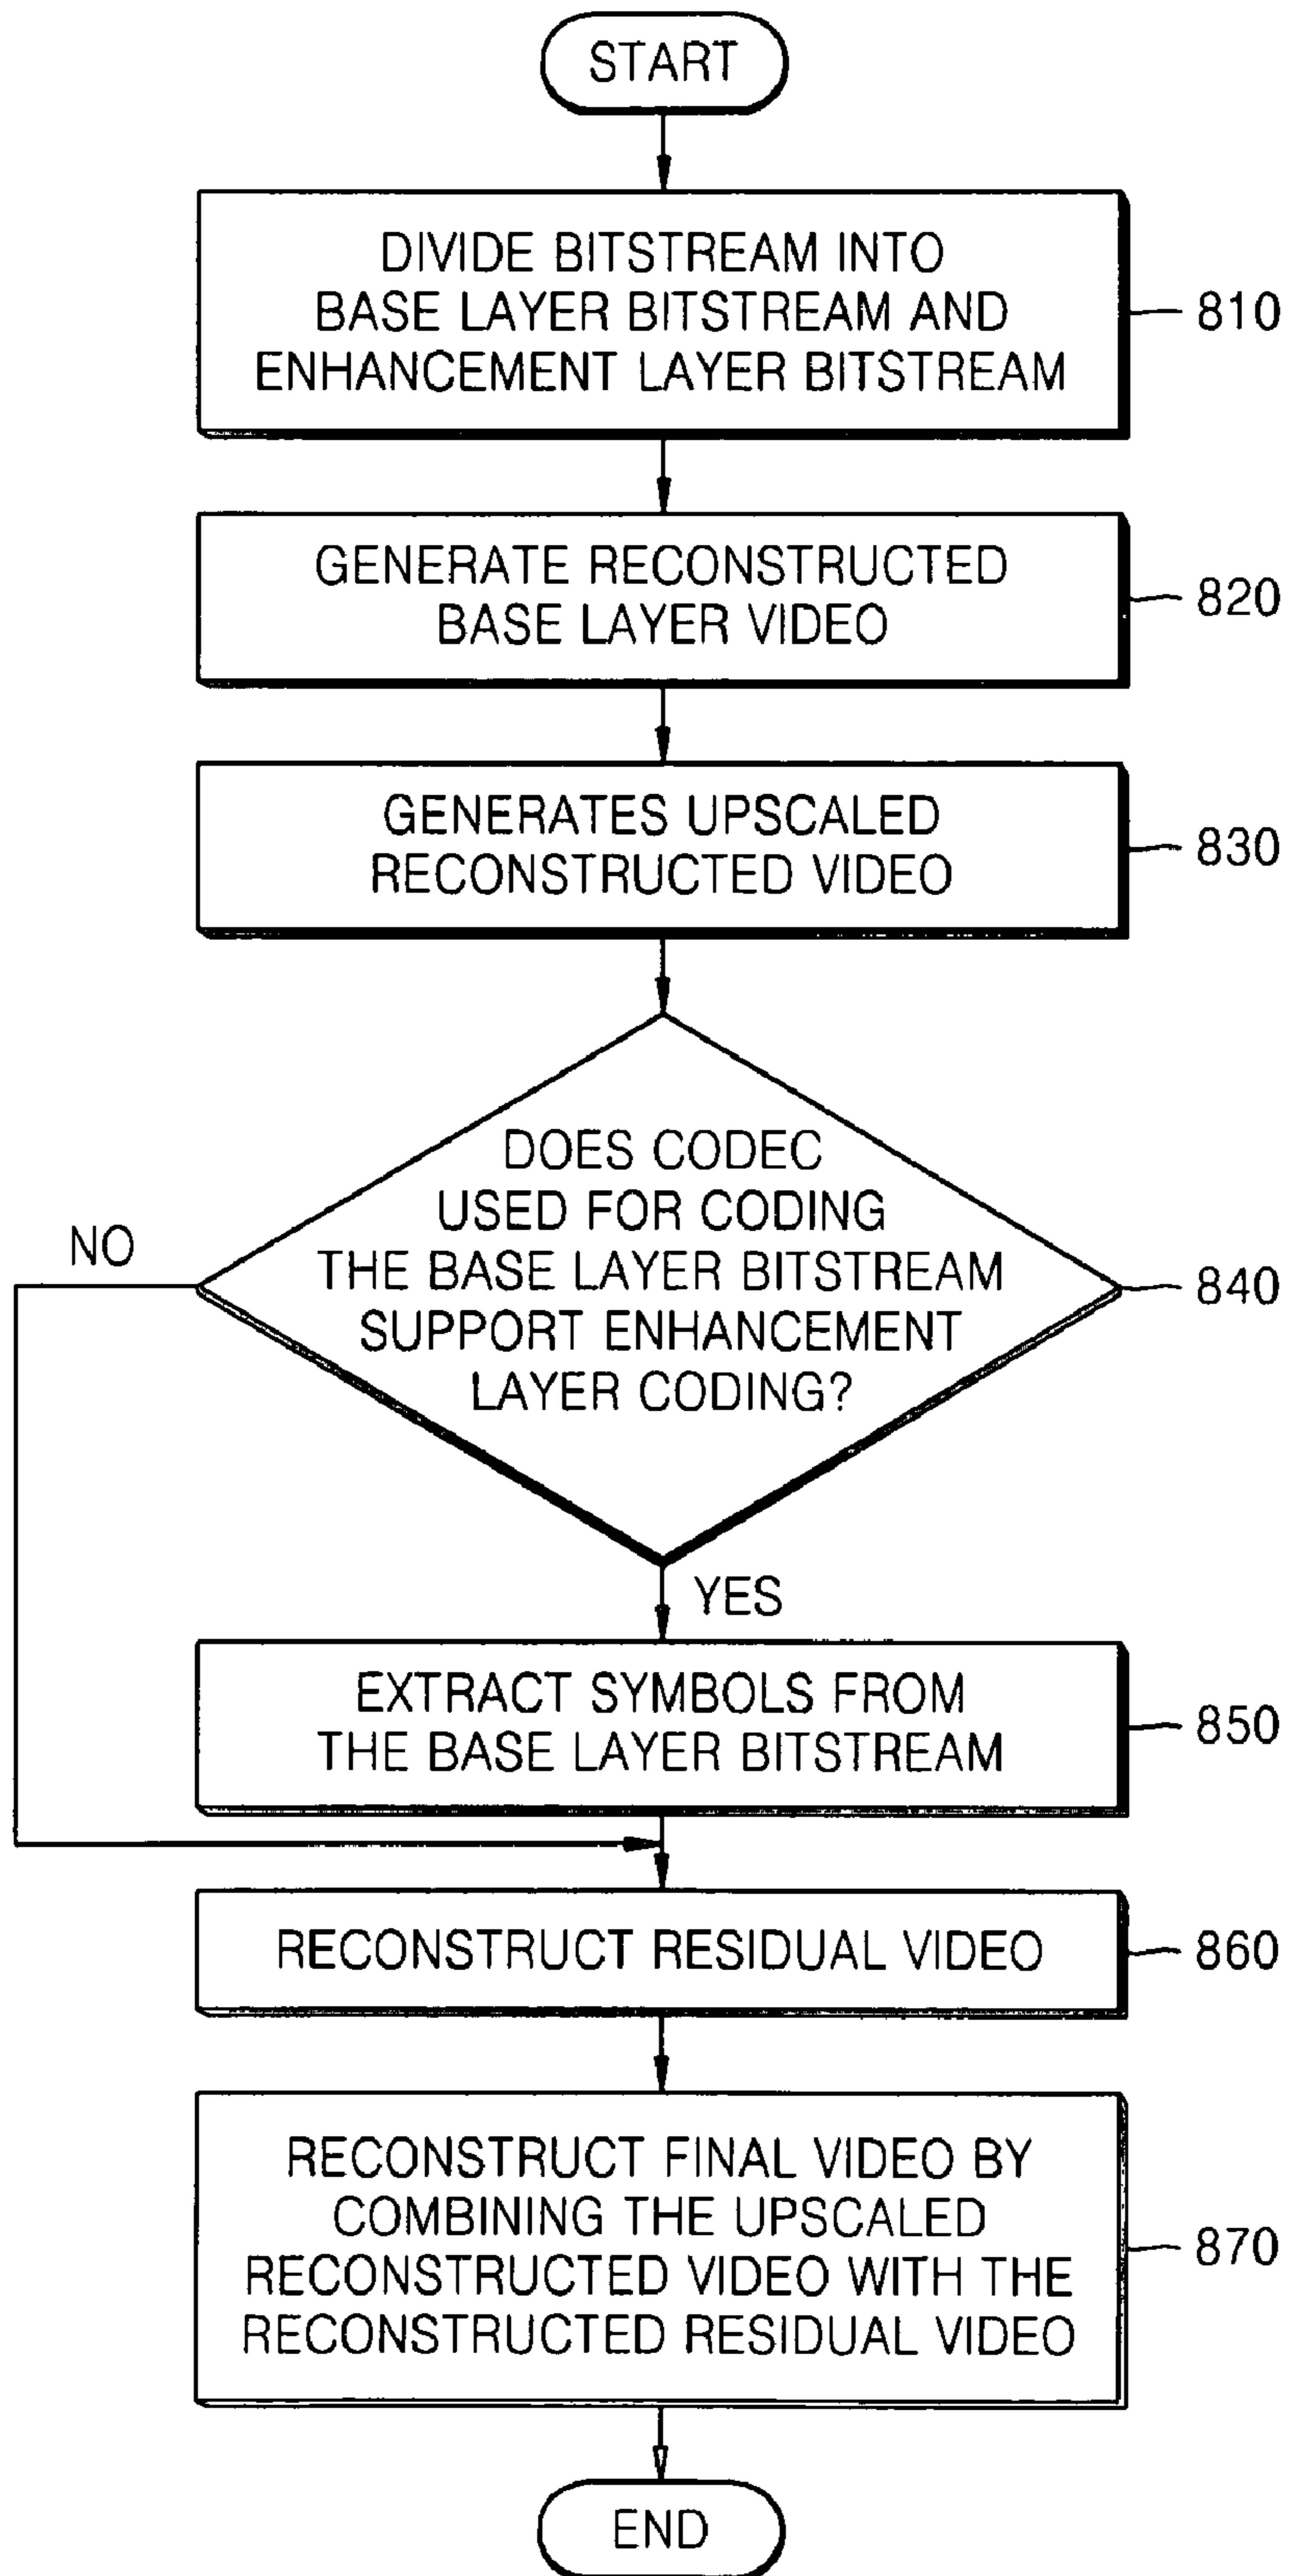 START
DIVIDE BITSTREAM INTO
BASE LAYER BITSTREAM AND
ENHANCEMENT LAYER BITSTREAM
810
GENERATE RECONSTRUCTED
BASE LAYER VIDEO
820
GENERATES UPSCALED
RECONSTRUCTED VIDEO
830
DOES CODEC
USED FOR CODING
THE BASE LAYER BITSTREAM
SUPPORT ENHANCEMENT
LAYER CODING?
840
NO
YES
EXTRACT SYMBOLS FROM
THE BASE LAYER BITSTREAM
850
RECONSTRUCT RESIDUAL VIDEO
860
RECONSTRUCT FINAL VIDEO BY
COMBINING THE UPSCALED
RECONSTRUCTED VIDEO WITH THE
RECONSTRUCTED RESIDUAL VIDEO
870
END